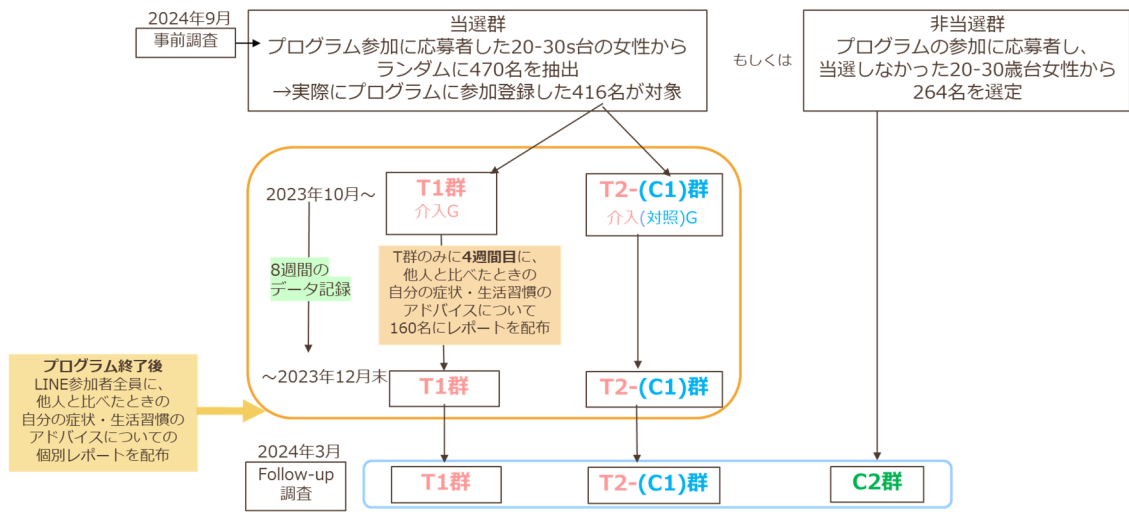 2024年9月
事前調査
当選群
プログラム参加に応募者した20-30s台の女性から
ランダムに470名を抽出
→実際にプログラムに参加登録した416名が対象
もしくは
非当選群
プログラムの参加に応募者し、
当選しなかった20-30歳台女性から
264名を選定
2023年10月～
T1群
介入G
T2-(C1)群
介入(対照)G
8週間の
データ記録
T群のみに4週間目に、
他人と比べたときの
自分の症状・生活習慣の
アドバイスについて
160名にレポートを配布
～2023年12月末
T1群
T2-(C1)群
プログラム終了後
LINE参加者全員に、
他人と比べたときの
自分の症状・生活習慣の
アドバイスについての
個別レポートを配布
2024年3月
Follow-up
調査
T1群
T2-(C1)群
C2群